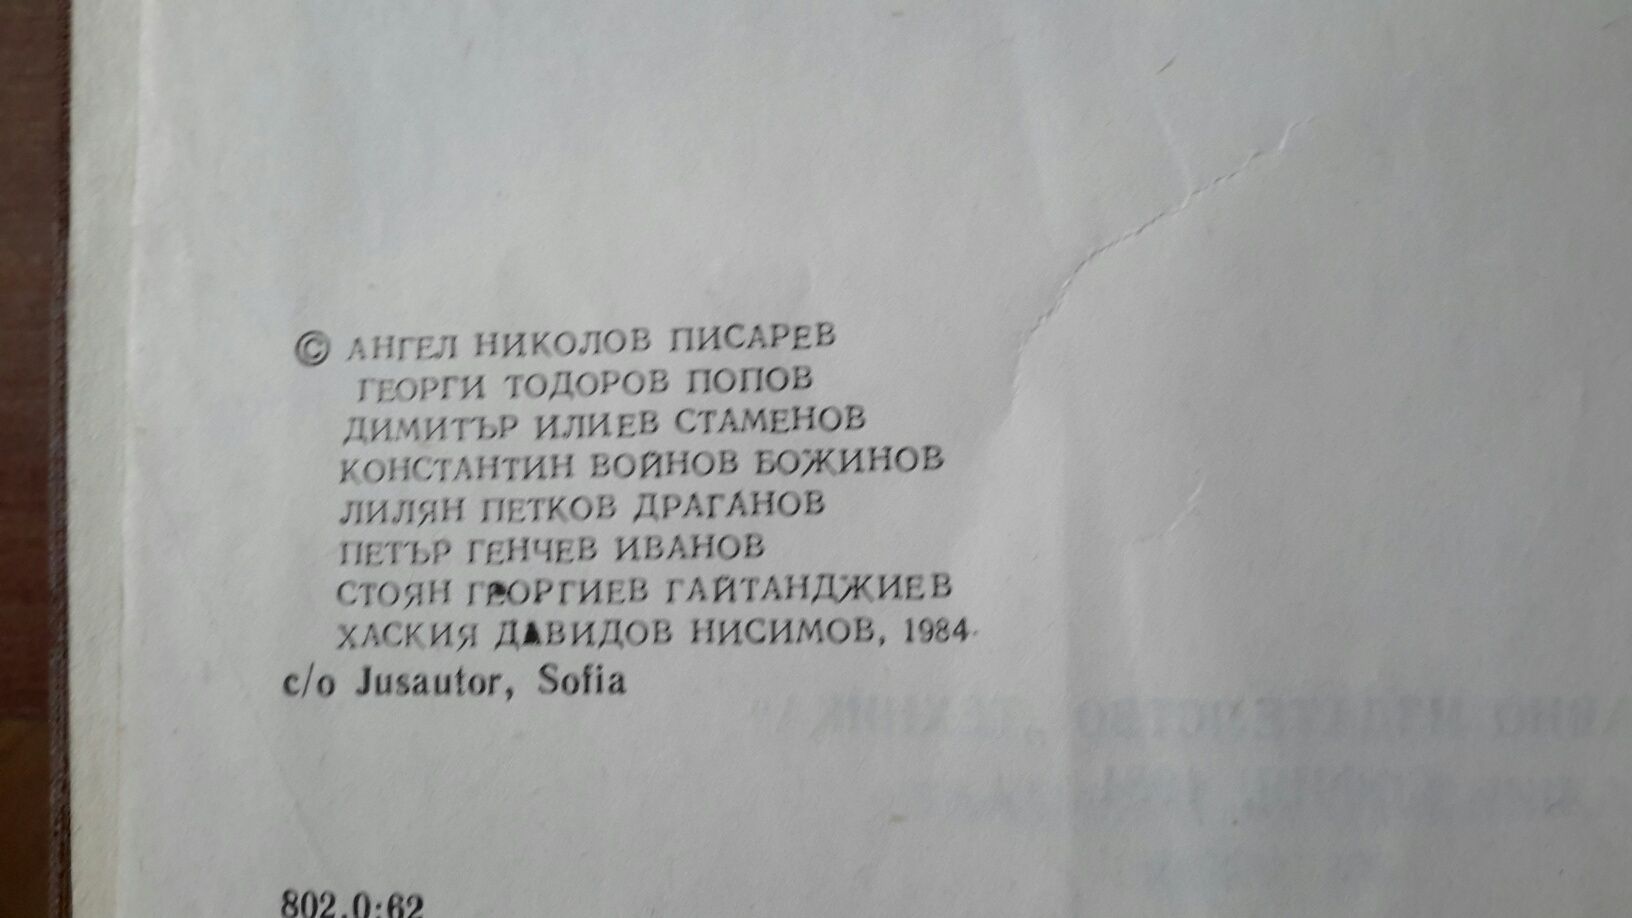 © АНГЕЛ НИКОЛОВ ПИСАРЕВ
ГЕОРГИ ТОДОРОВ ПОПОВ
ДИМИТЪР ИЛИЕВ СТАМЕНОВ
КОНСТАНТИН ВОЙНОВ БОЖИНОВ
ЛИЛЯН ПЕТКОВ ДРАГАНОВ
ПЕТЪР ГЕНЧЕВ ИВАНОВ
СТОЯН ГЕОРГИЕВ ГАЙТАНДЖИЕВ
ХАСКИЯ ДАВИДОВ НИСИМОВ, 1984
c/o Jusautor, Sofia
802.0:62